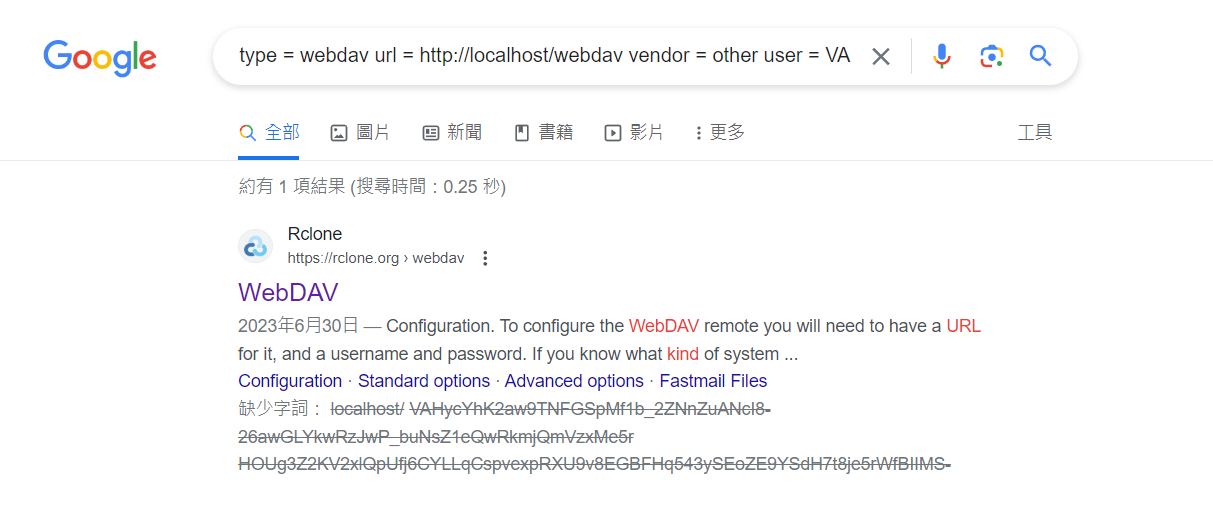 Google
type = webdav url = http://localhost/webdav vendor = other user = VA
全部 圖片 新聞 書籍 影片 更多 工具
約有 1 項結果 (搜尋時間：0.25 秒)
Rclone
https://rclone.org › webdav
WebDAV
2023年6月30日 — Configuration. To configure the WebDAV remote you will need to have a URL
for it, and a username and password. If you know what kind of system ...
Configuration · Standard options · Advanced options · Fastmail Files
缺少字詞： localhost/ VAHycYhK2aw9TNFGSpMf1b_2ZNnZuANcI8-
26awGLYkwRzJwP_buNsZ1eQwRkmjQmVzxMe5r
HOUg3Z2KV2xlQpUfj6CYLLqCspvexpRXU9v8EGBFHq543ySEoZE9YSdH7t8je5rWfBIIMS-